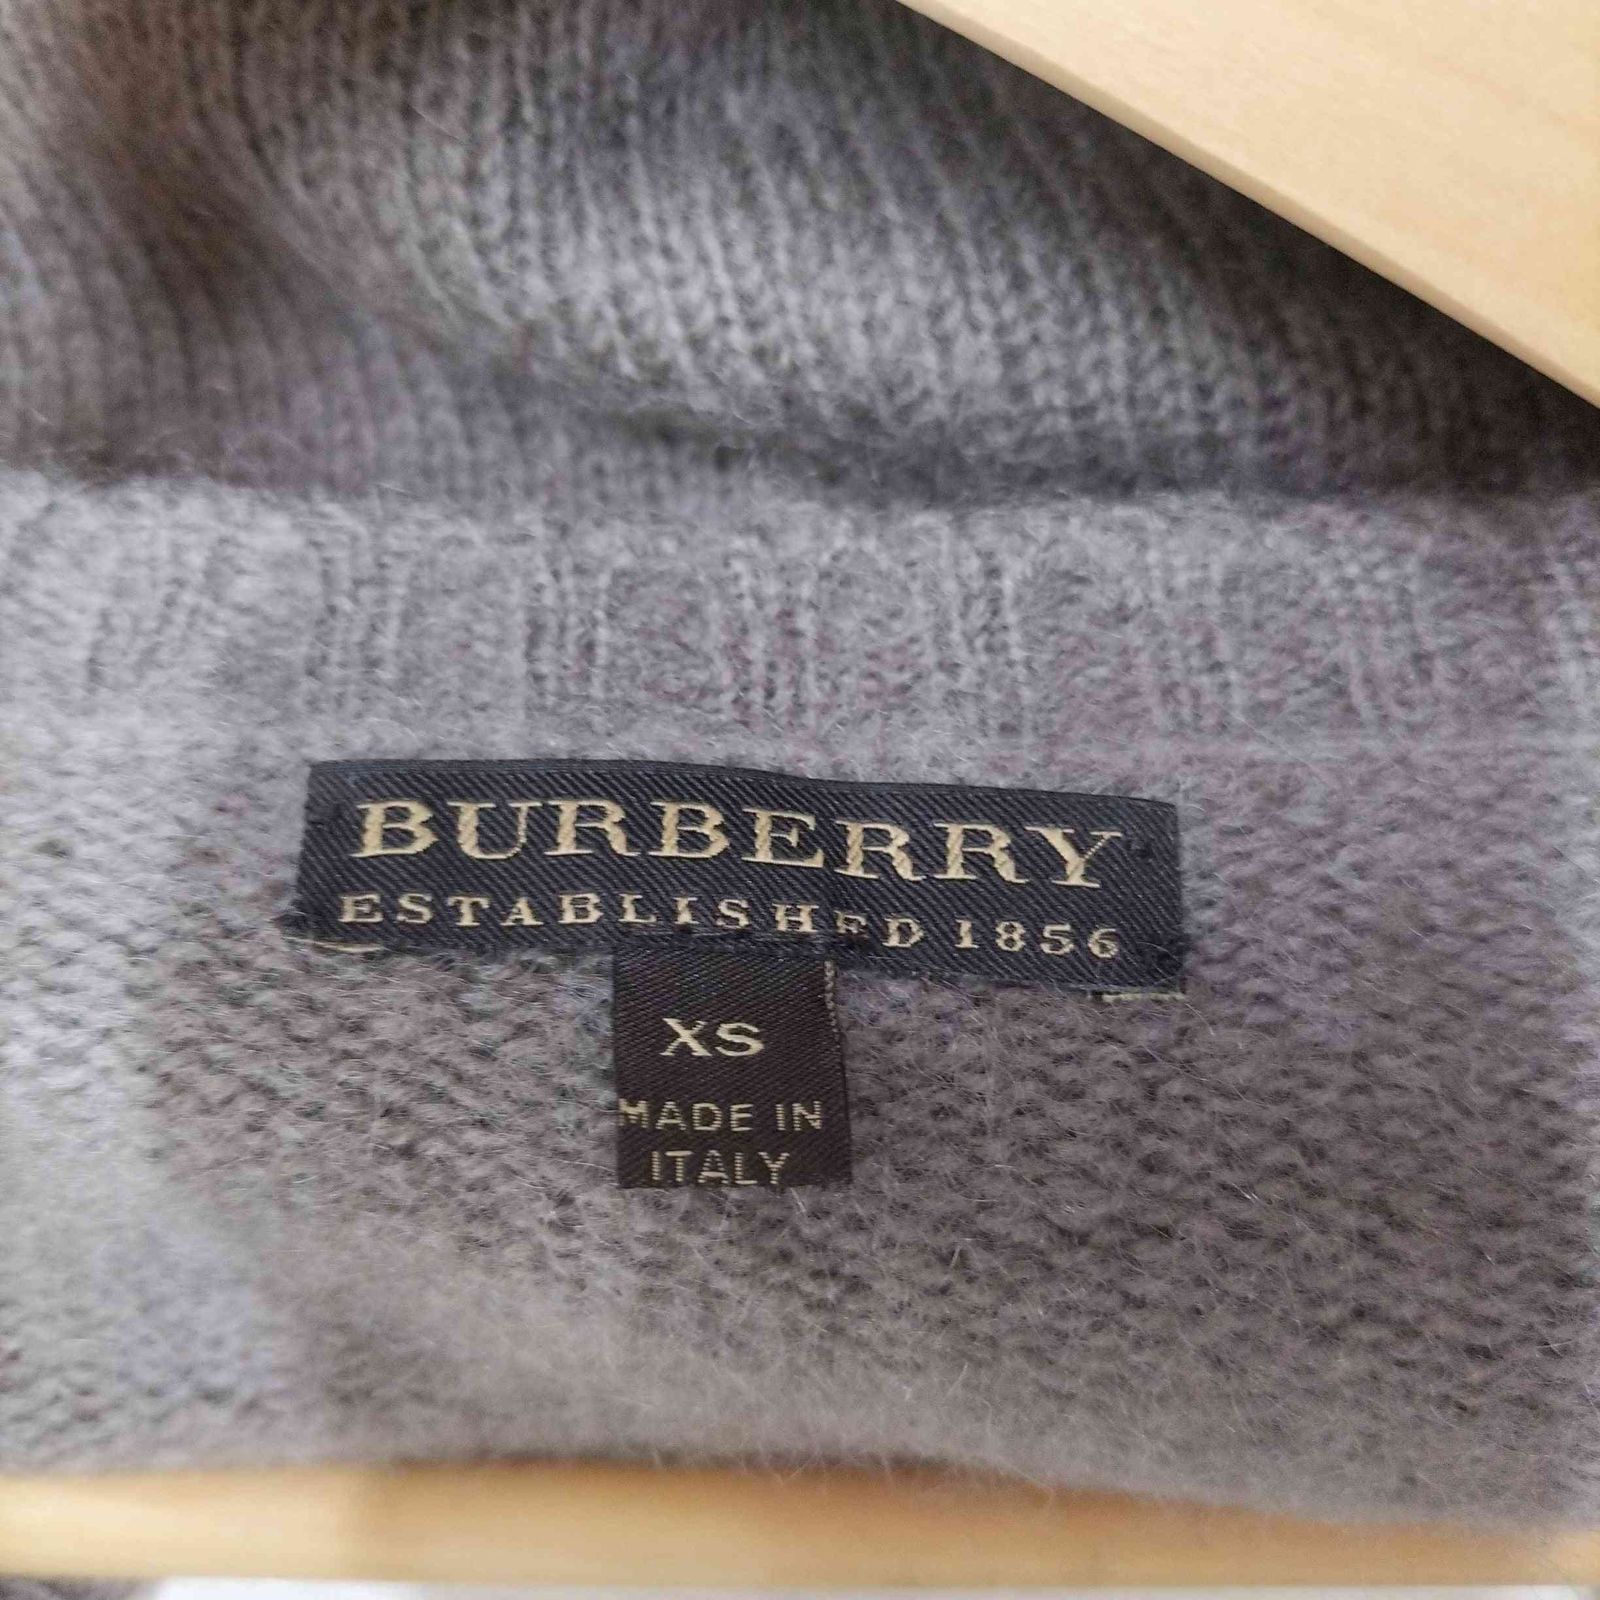 BURBERRY
ESTABLISHED 1856
XS
MADE IN
ITALY